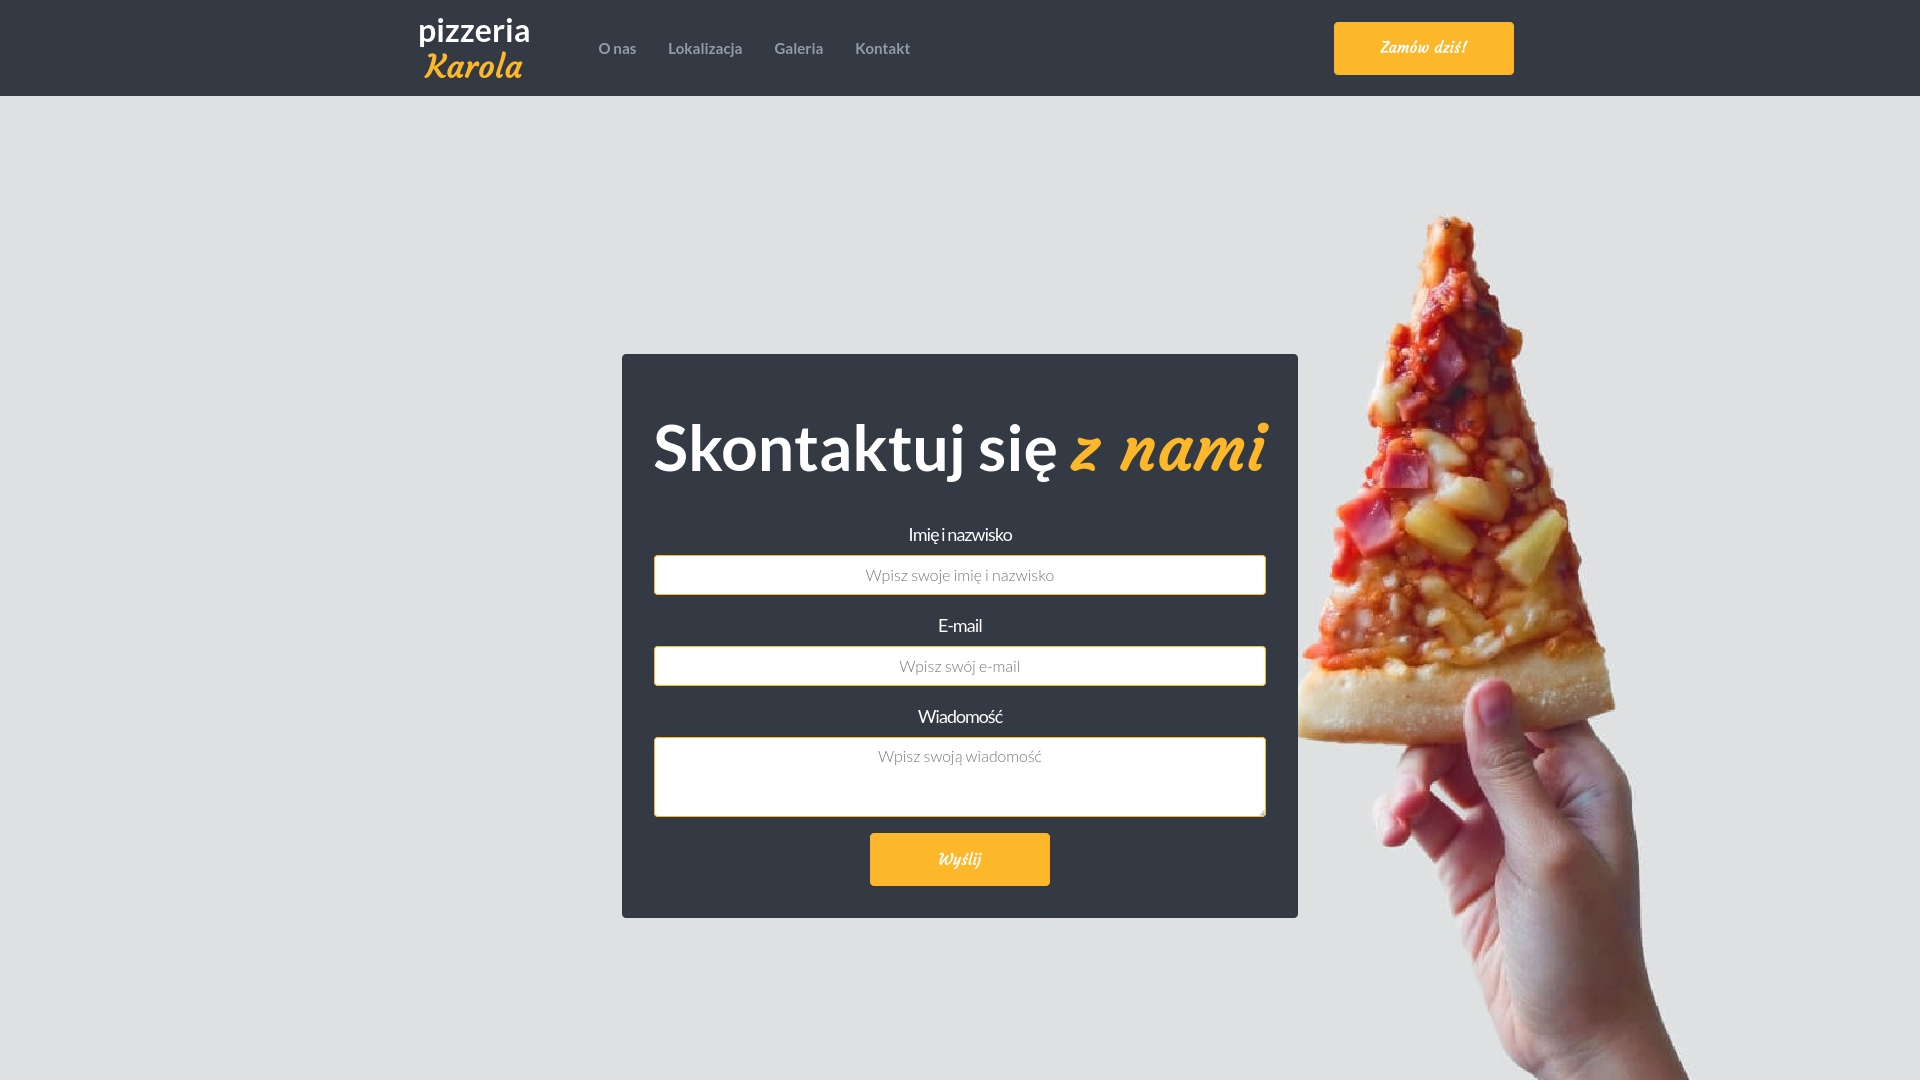 pizzeria
Karola
O nas
Lokalizacja
Galeria
Kontakt
Zamów dziś!
Skontaktuj się z nami
Imię i nazwisko
Wpisz swoje imię i nazwisko
E-mail
Wpisz swój e-mail
Wiadomość
Wpisz swoją wiadomość
Wyślij